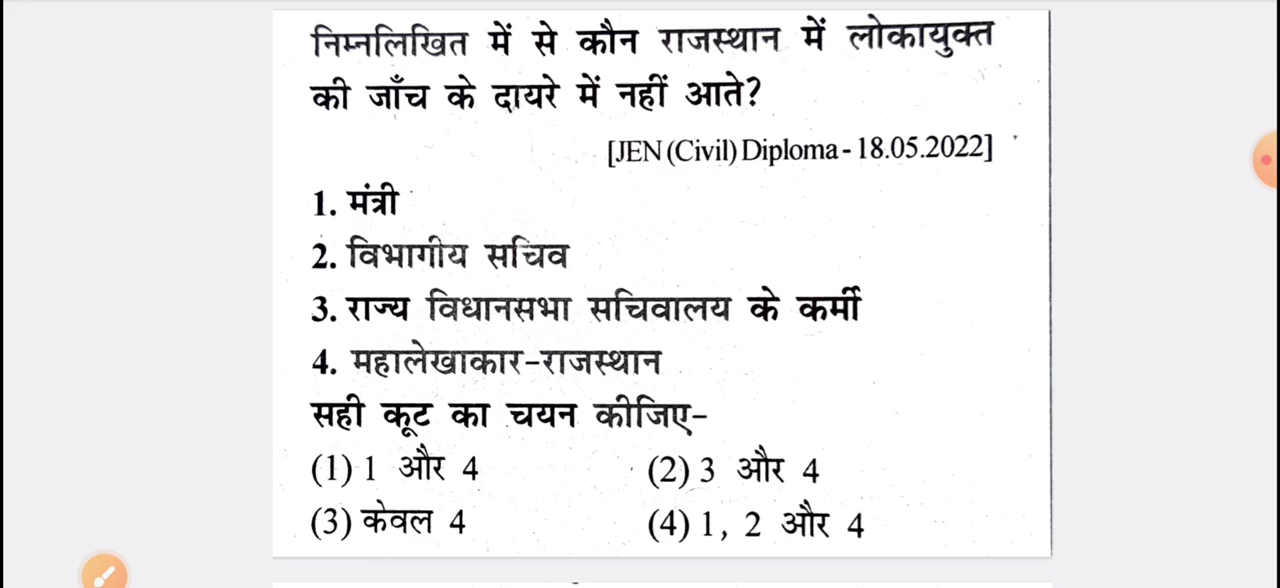 निम्नलिखित में से कौन राजस्थान में लोकायुक्त
की जाँच के दायरे में नहीं आते?
[JEN (Civil) Diploma - 18.05.2022]
1. मंत्री
2. विभागीय सचिव
3. राज्य विधानसभा सचिवालय के कर्मी
4. महालेखाकार-राजस्थान
सही कूट का चयन कीजिए-
(1) 1 और 4 (2) 3 और 4
(3) केवल 4 (4) 1, 2 और 4